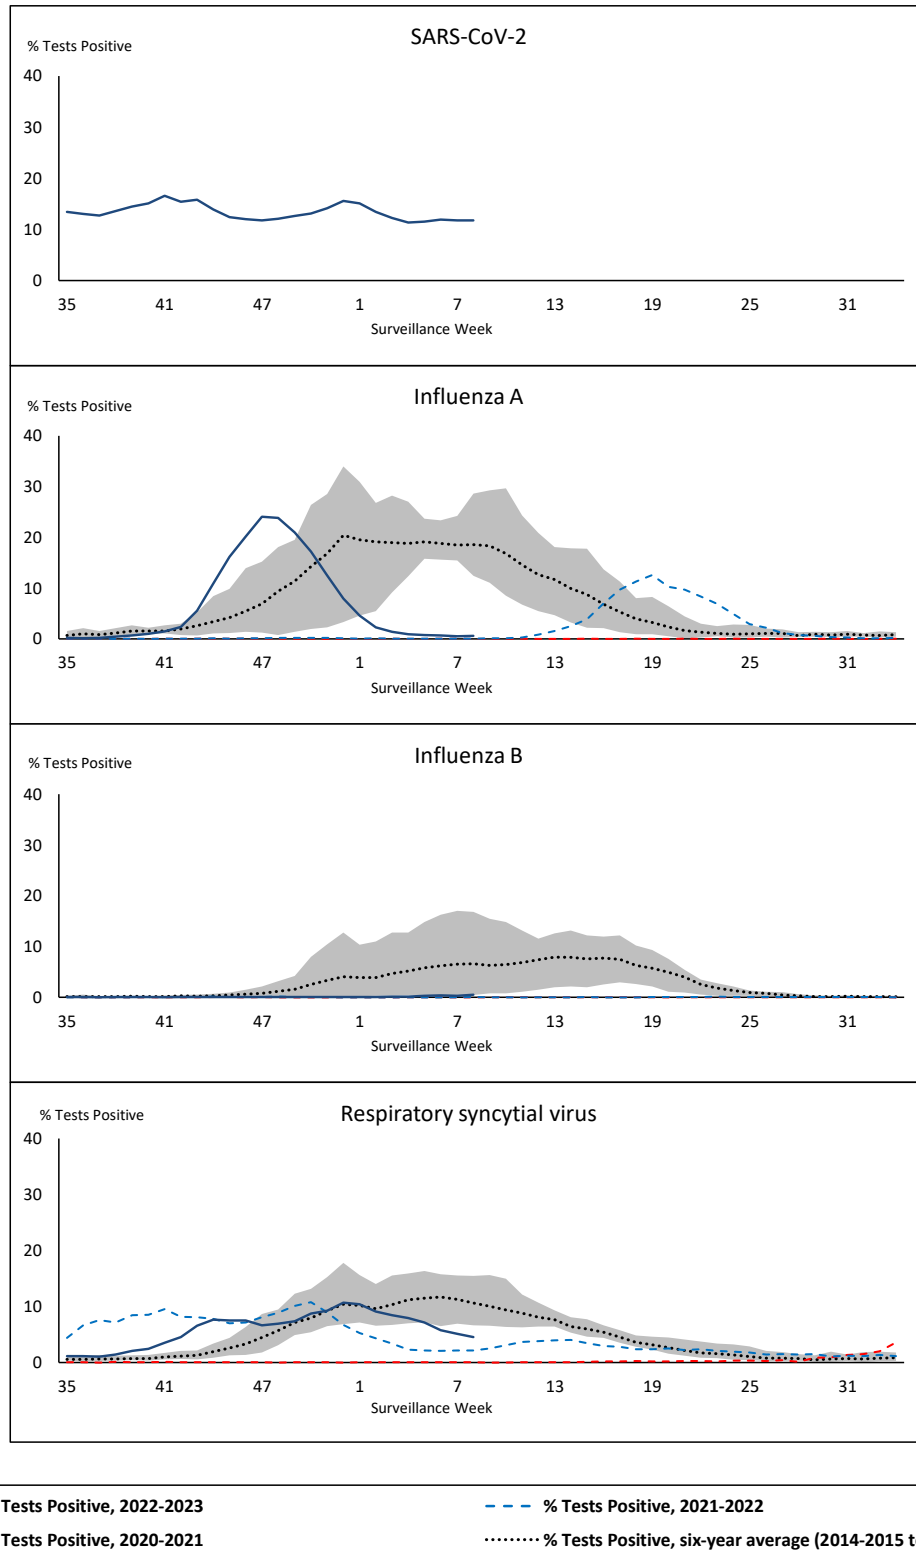 SARS-CoV-2
% Tests Positive
40
30
20
10
0
35 41 47 1 7 13 19 25 31
Surveillance Week
Influenza A
% Tests Positive
40
30
20
10
0
35 41 47 1 7 13 19 25 31
Surveillance Week
Influenza B
% Tests Positive
40
30
20
10
0
35 41 47 1 7 13 19 25 31
Surveillance Week
Respiratory syncytial virus
% Tests Positive
40
30
20
10
0
35 41 47 1 7 13 19 25 31
Surveillance Week
Tests Positive, 2022-2023 % Tests Positive, 2021-2022
Tests Positive, 2020-2021 % Tests Positive, six-year average (2014-2015 t